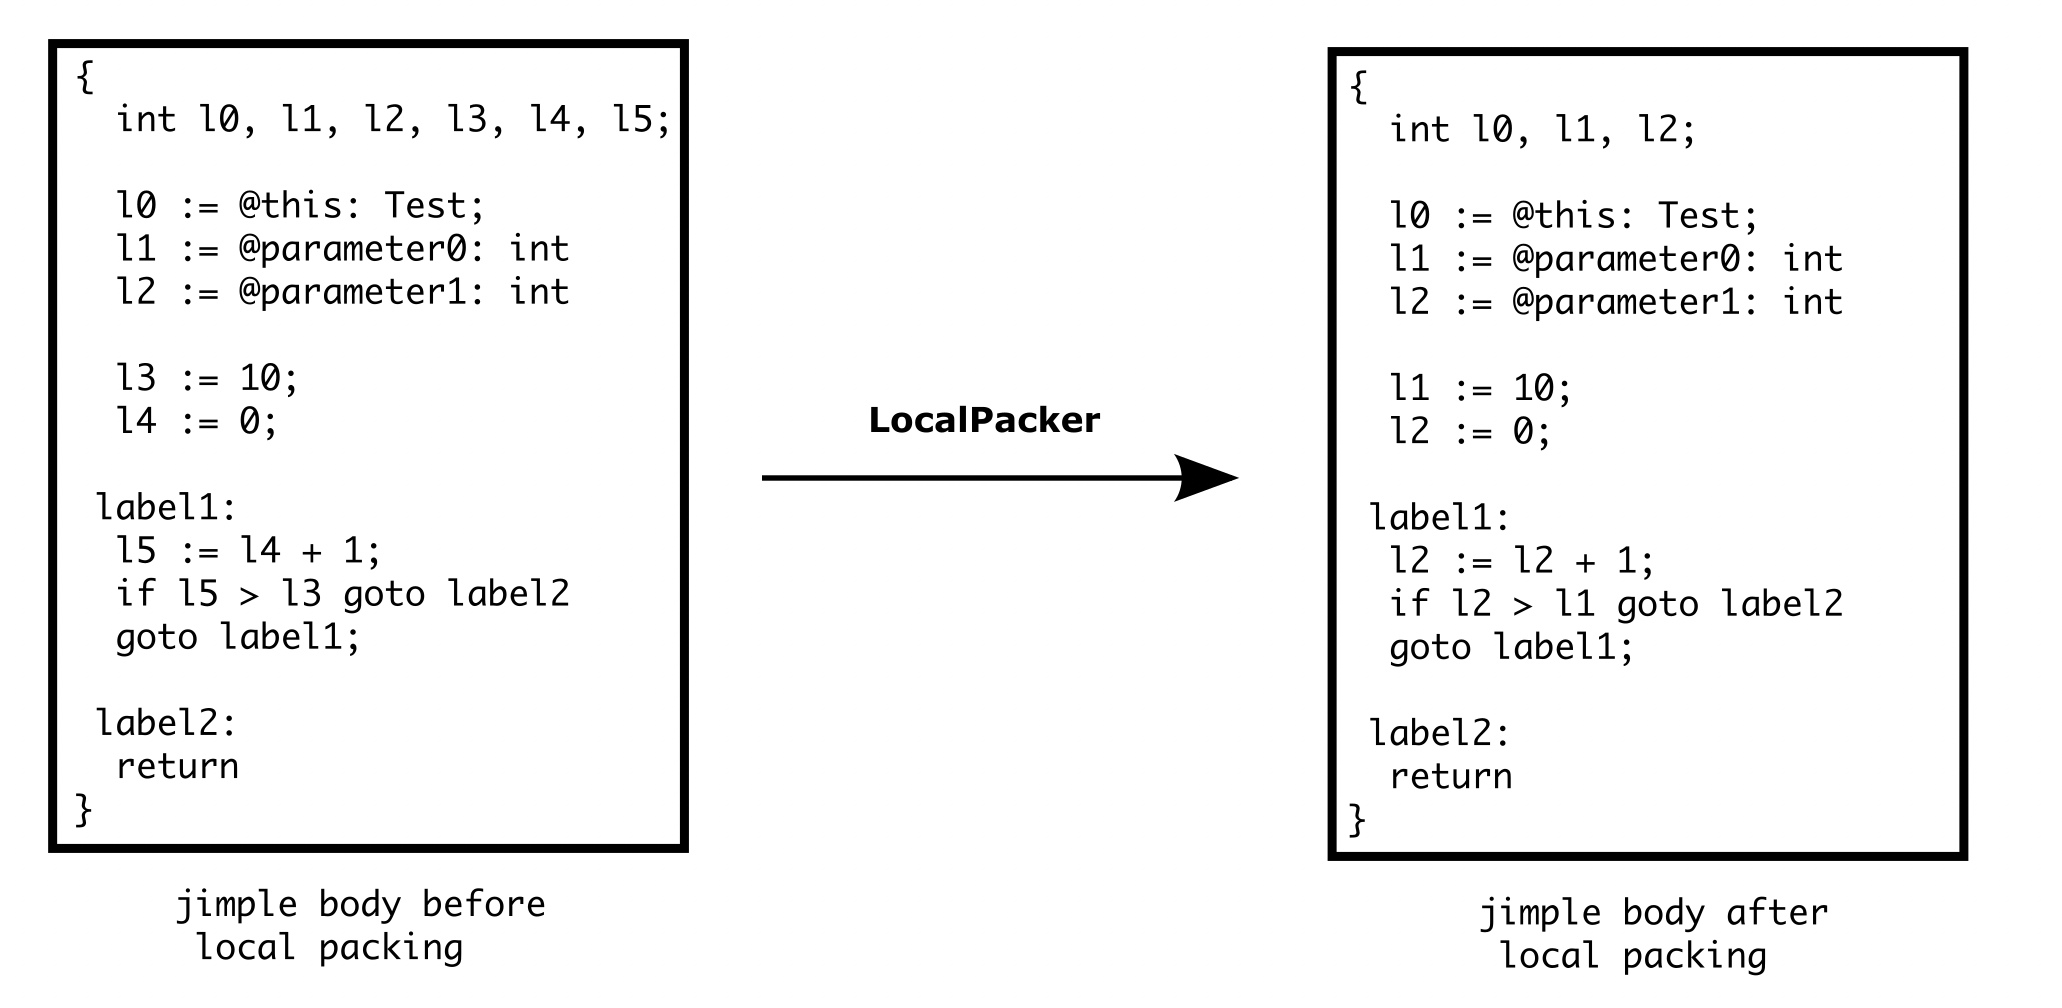 {
int l0, l1, l2, l3, l4, l5;
l0 := @this: Test;
l1 := @parameter0: int
l2 := @parameter1: int
l3 := 10;
l4 := 0;
label1:
l5 := l4 + 1;
if l5 > l3 goto label2
goto label1;
label2:
return
}
jimple body before
local packing
LocalPacker
{
int l0, l1, l2;
l0 := @this: Test;
l1 := @parameter0: int
l2 := @parameter1: int
l1 := 10;
l2 := 0;
label1:
l2 := l2 + 1;
if l2 > l1 goto label2
goto label1;
label2:
return
}
jimple body after
local packing